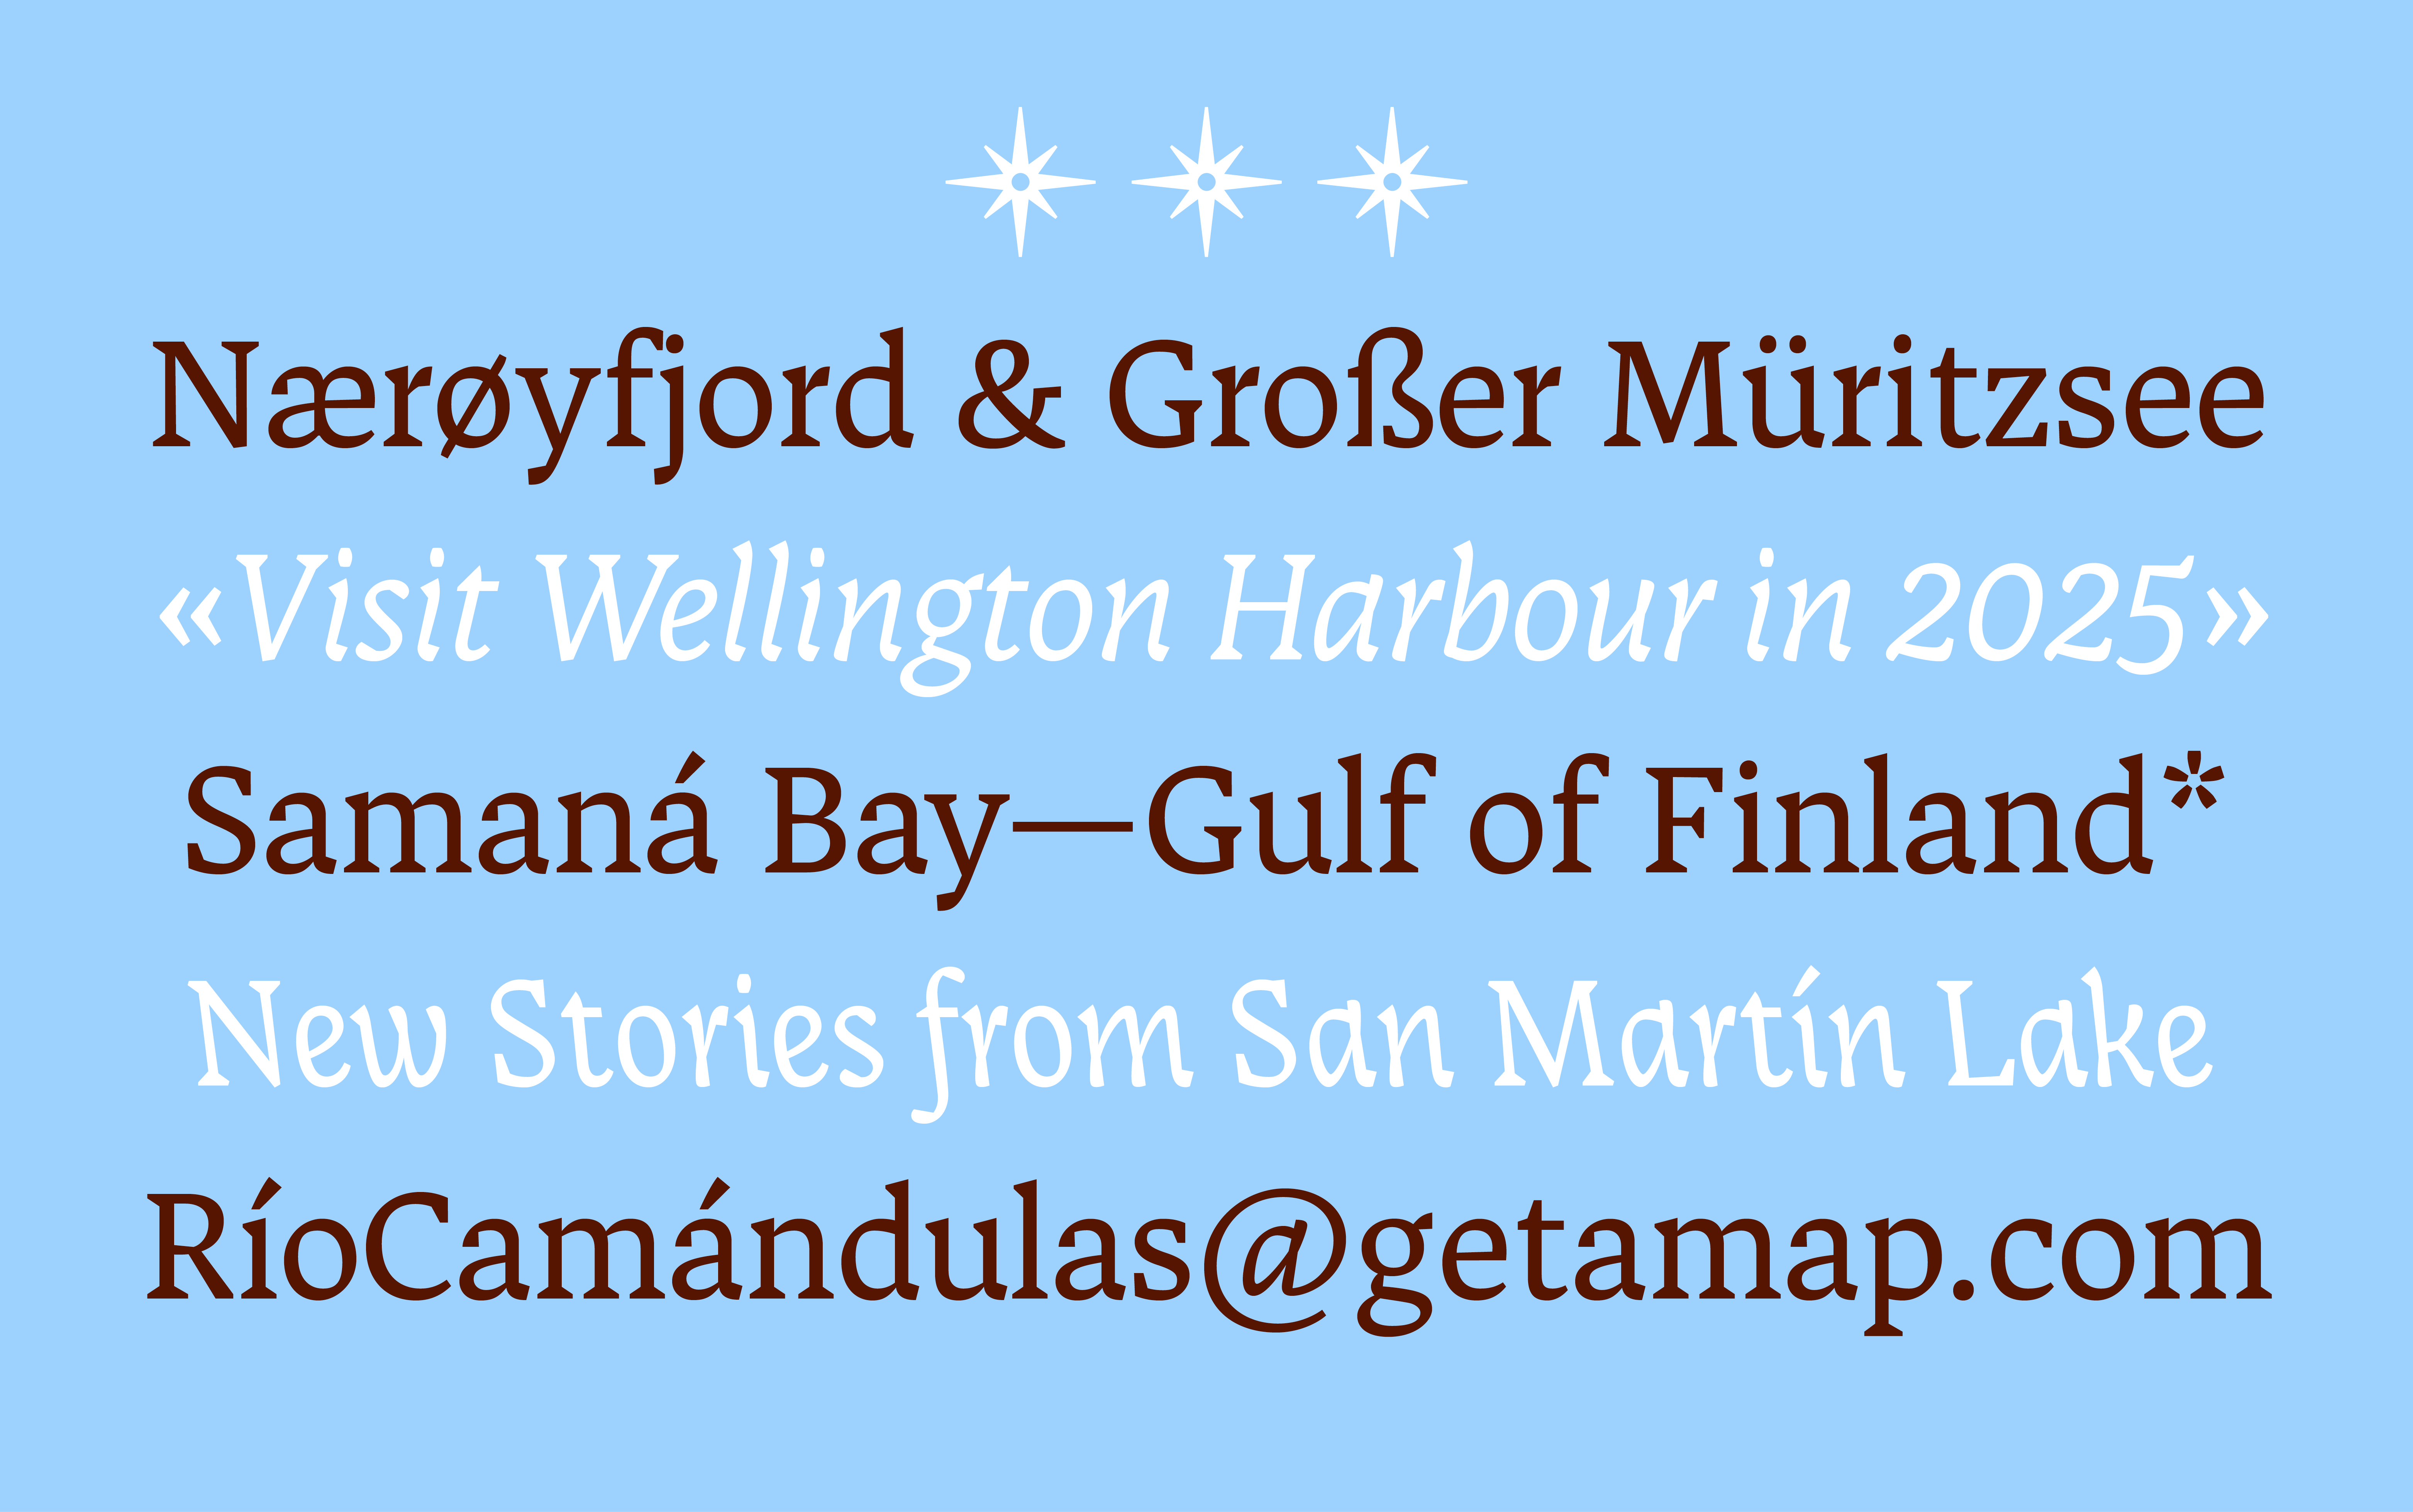 Nærøyfjord & Großer Müritzsee
«Visit Wellington Harbour in 2025»
Samaná Bay—Gulf of Finland*
New Stories from San Martín Lake
RíoCamándulas@getamap.com